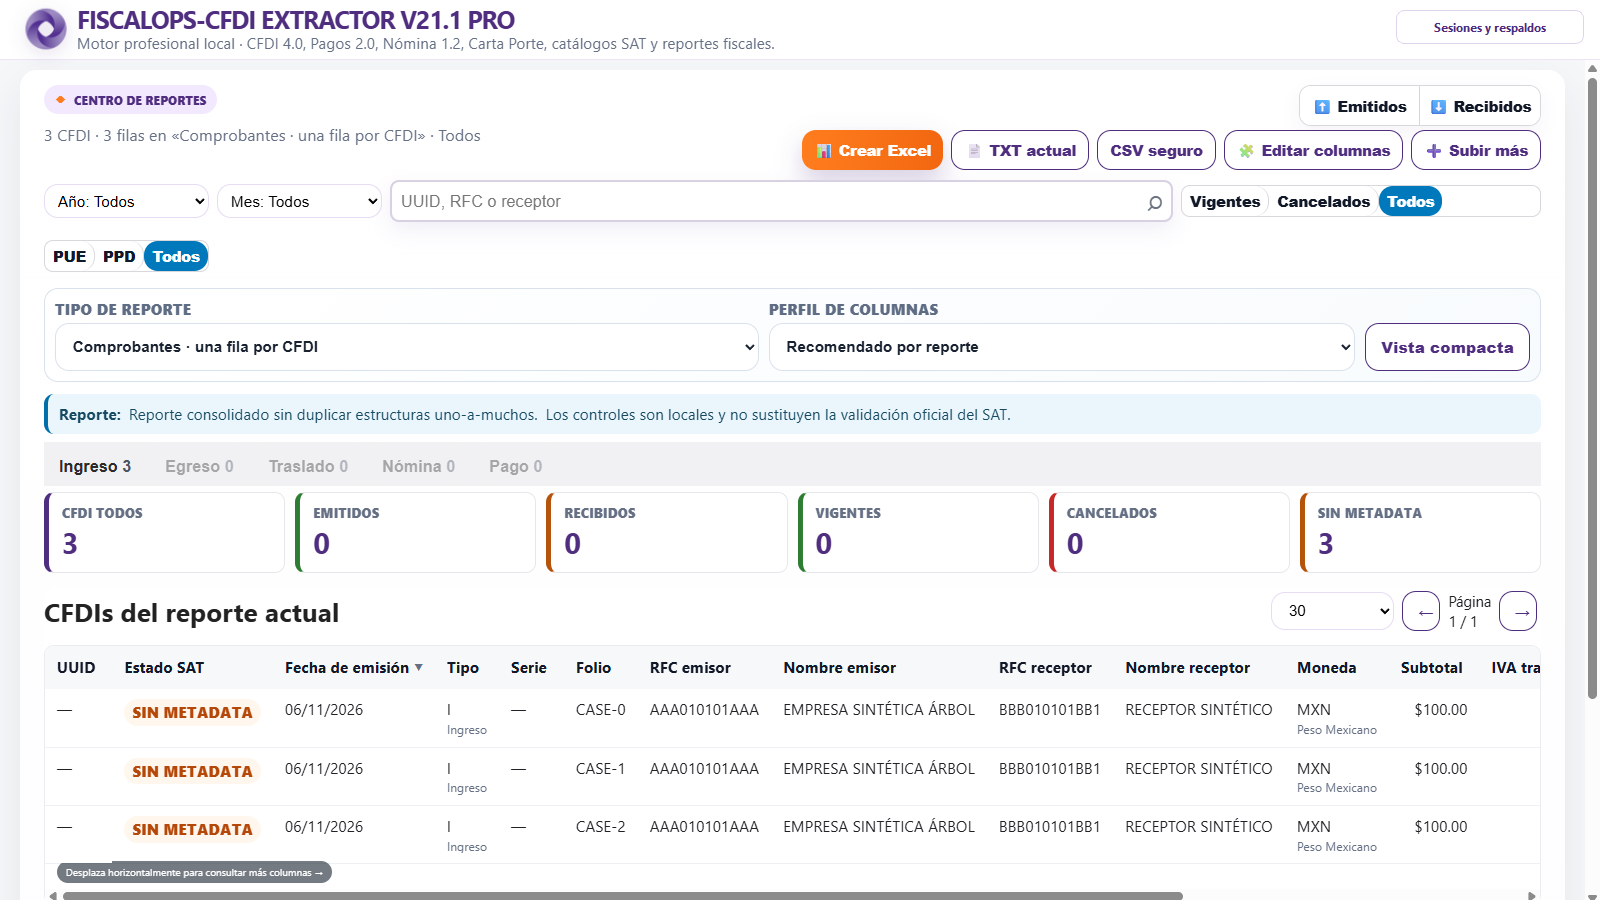 FISCALOPS-CFDI EXTRACTOR V21.1 PRO
Motor profesional local · CFDI 4.0, Pagos 2.0, Nómina 1.2, Carta Porte, catálogos SAT y reportes fiscales.
Sesiones y respaldos
CENTRO DE REPORTES
Emitidos Recibidos
3 CFDI · 3 filas en «Comprobantes · una fila por CFDI» · Todos
Crear Excel TXT actual CSV seguro Editar columnas Subir más
Año: Todos Mes: Todos UUID, RFC o receptor Vigentes Cancelados Todos
PUE PPD Todos
TIPO DE REPORTE PERFIL DE COLUMNAS
Comprobantes · una fila por CFDI Recomendado por reporte Vista compacta
Reporte: Reporte consolidado sin duplicar estructuras uno-a-muchos. Los controles son locales y no sustituyen la validación oficial del SAT.
Ingreso 3 Egreso 0 Traslado 0 Nómina 0 Pago 0
CFDI TODOS EMITIDOS RECIBIDOS VIGENTES CANCELADOS SIN METADATA
3 0 0 0 0 3
CFDIs del reporte actual
30 ← Página 1 / 1 →
UUID Estado SAT Fecha de emisión ▼ Tipo Serie Folio RFC emisor Nombre emisor RFC receptor Nombre receptor Moneda Subtotal IVA tra
— SIN METADATA 06/11/2026 I — CASE-0 AAA010101AAA EMPRESA SINTÉTICA ÁRBOL BBB010101BB1 RECEPTOR SINTÉTICO MXN $100.00
Ingreso Peso Mexicano
— SIN METADATA 06/11/2026 I — CASE-1 AAA010101AAA EMPRESA SINTÉTICA ÁRBOL BBB010101BB1 RECEPTOR SINTÉTICO MXN $100.00
Ingreso Peso Mexicano
— SIN METADATA 06/11/2026 I — CASE-2 AAA010101AAA EMPRESA SINTÉTICA ÁRBOL BBB010101BB1 RECEPTOR SINTÉTICO MXN $100.00
Ingreso Peso Mexicano
Desplaza horizontalmente para consultar más columnas →